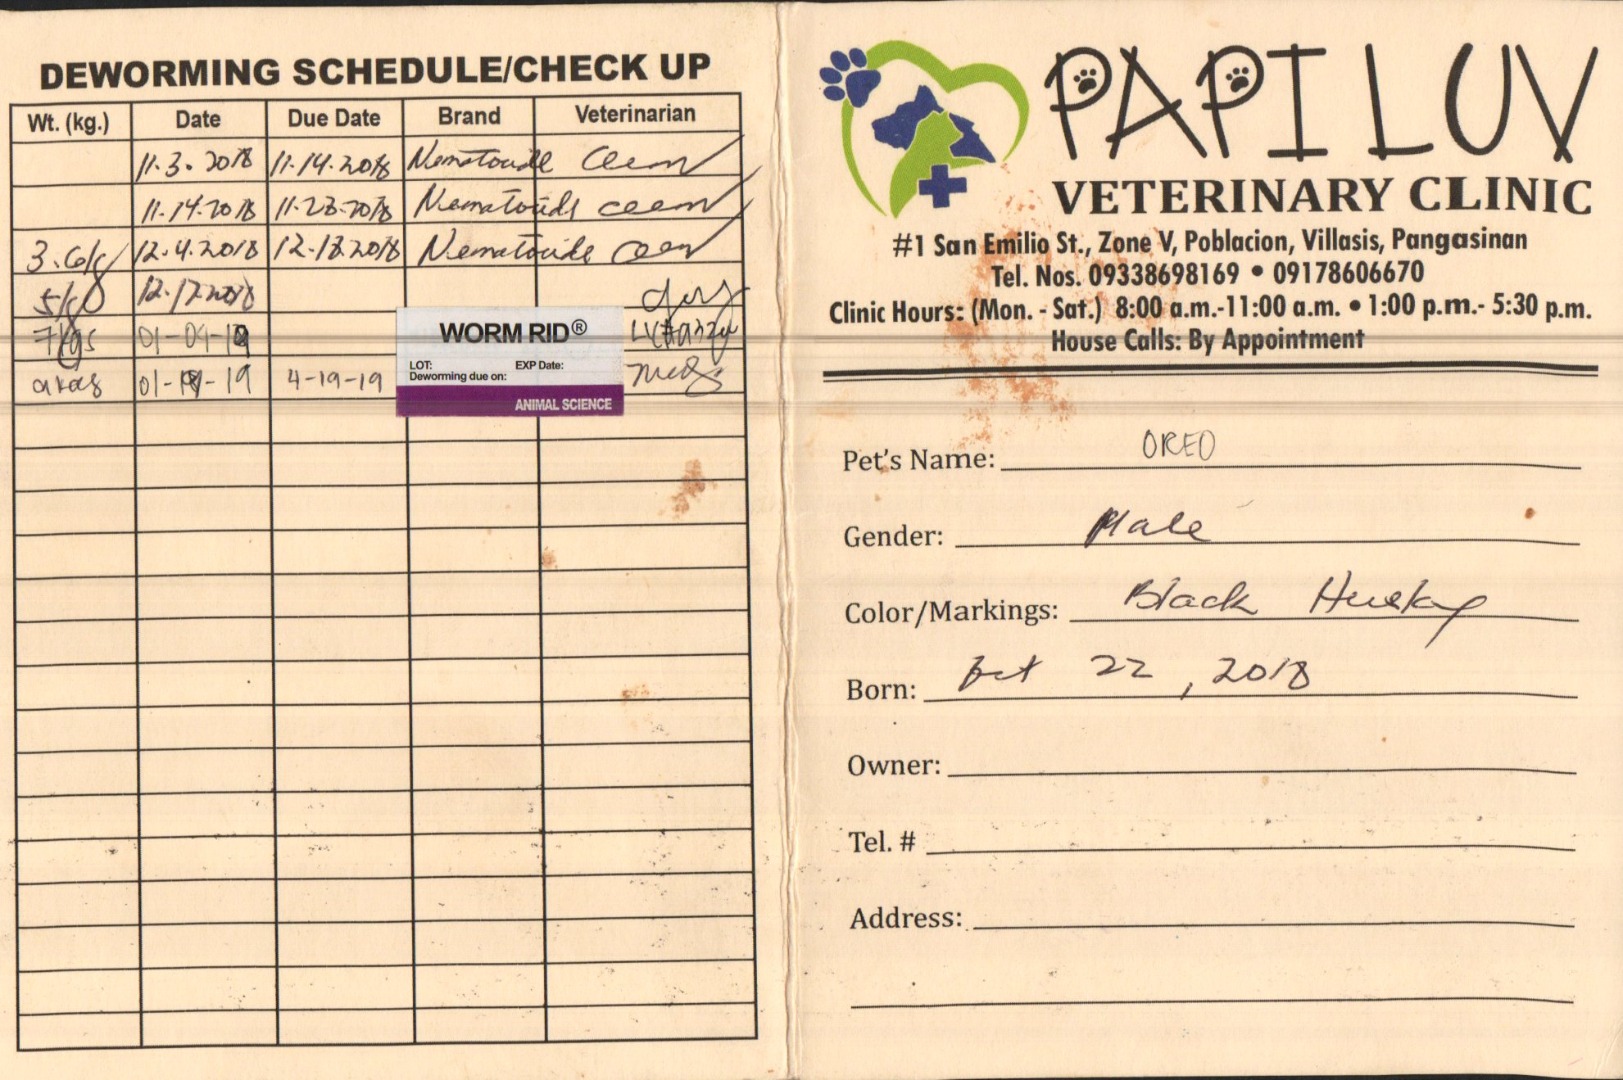 DEWORMING SCHEDULE/CHECK UP
Wt. (kg.) Date Due Date Brand Veterinarian
11.3.2018 11.14.2018 Nematocide
11.14.2018 11-28-2018 Nematocide
12.4.2018 12-18.2018 Nematocide
12.17.2018
7kgs 01-09-19
01-19-19 4-19-19
WORM RID®
LOT: EXP Date:
Deworming due on:
ANIMAL SCIENCE
PAPI LUV
VETERINARY CLINIC
#1 San Emilio St., Zone V, Poblacion, Villasis, Pangasinan
Tel. Nos. 09338698169 • 09178606670
Clinic Hours: (Mon. - Sat.) 8:00 a.m.-11:00 a.m. • 1:00 p.m.- 5:30 p.m.
House Calls: By Appointment
Pet's Name: OREO
Gender: Male
Color/Markings: Black Husky
Born: Oct 22, 2018
Owner:
Tel. #
Address: